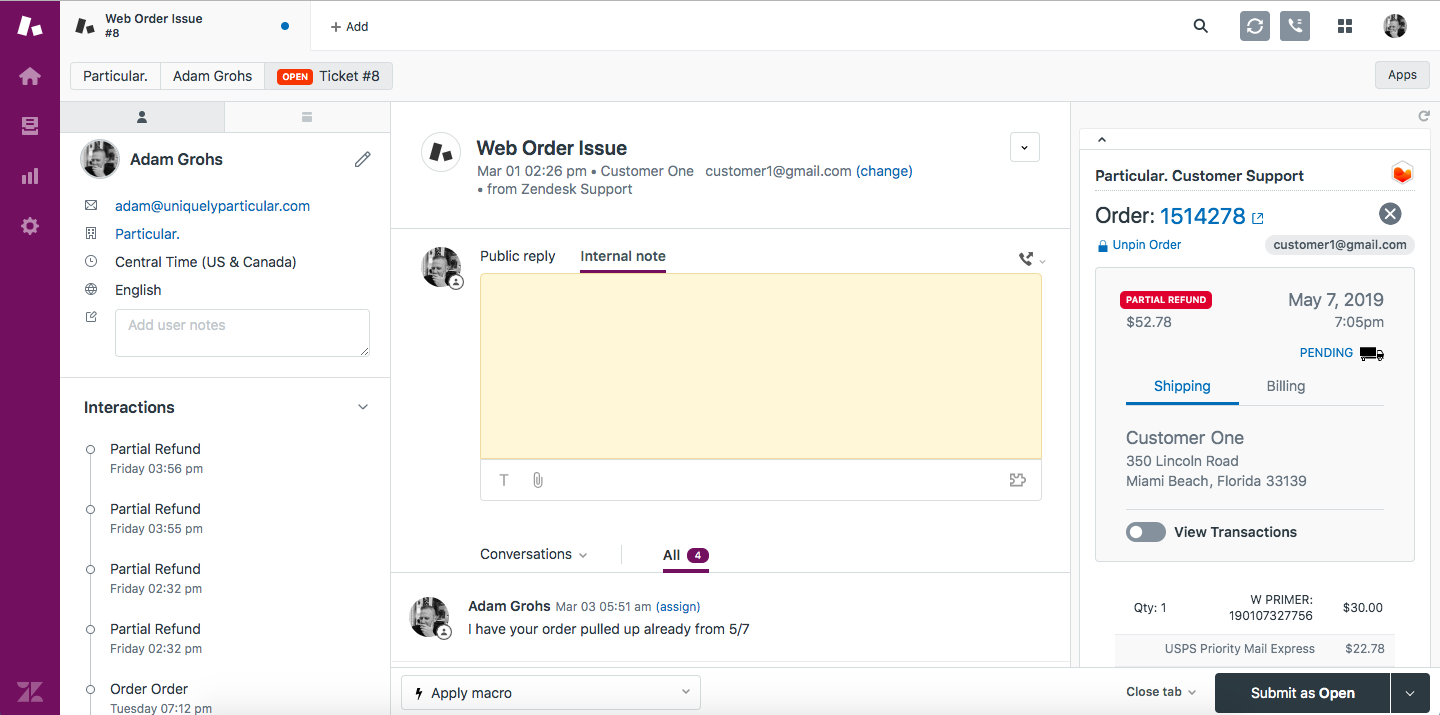 Web Order Issue
#8
+ Add
Particular.
Adam Grohs
OPEN Ticket #8
Apps
Adam Grohs
adam@uniquelyparticular.com
Particular.
Central Time (US & Canada)
English
Add user notes
Interactions
Partial Refund
Friday 03:56 pm
Partial Refund
Friday 03:55 pm
Partial Refund
Friday 02:32 pm
Partial Refund
Friday 02:32 pm
Order Order
Tuesday 07:12 pm
Web Order Issue
Mar 01 02:26 pm • Customer One customer1@gmail.com (change)
• from Zendesk Support
Public reply Internal note
T
Conversations All 4
Adam Grohs Mar 03 05:51 am (assign)
I have your order pulled up already from 5/7
Apply macro
Particular. Customer Support
Order: 1514278
Unpin Order customer1@gmail.com
PARTIAL REFUND May 7, 2019
$52.78 7:05pm
PENDING
Shipping Billing
Customer One
350 Lincoln Road
Miami Beach, Florida 33139
View Transactions
W PRIMER:
Qty: 1 190107327756 $30.00
USPS Priority Mail Express $22.78
Close tab Submit as Open